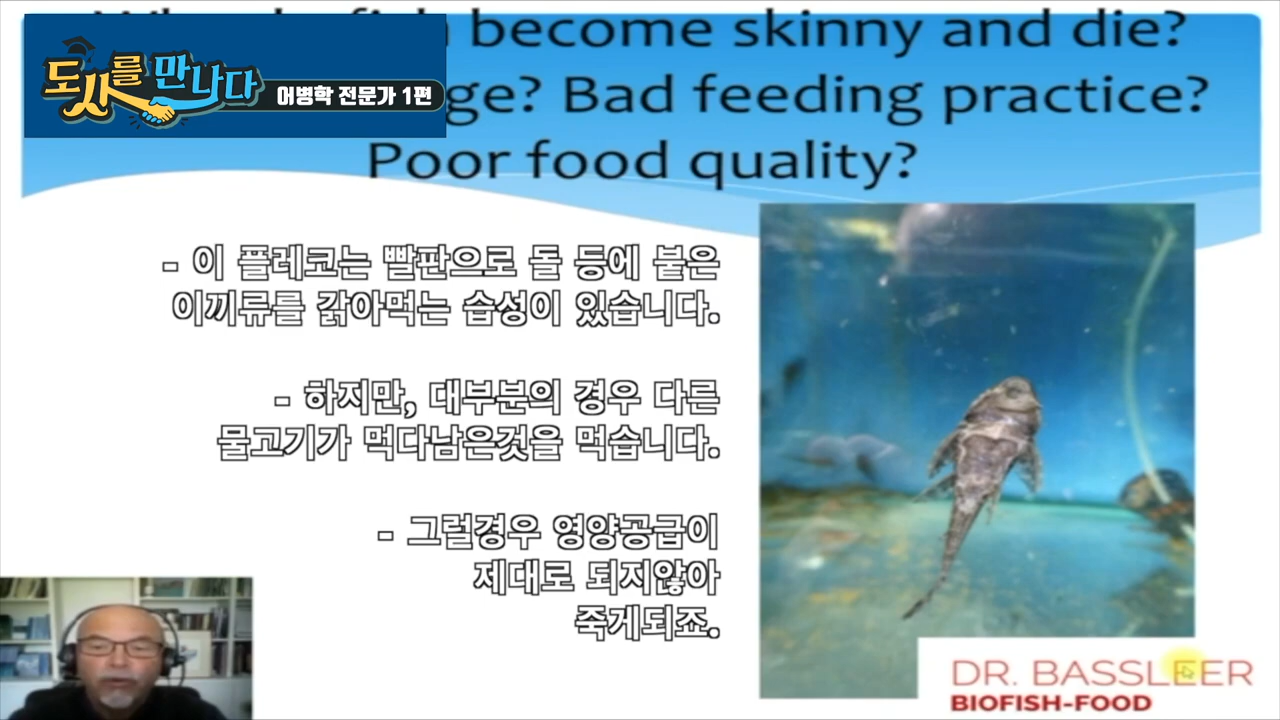 become skinny and die?
도사를 만나다
어병학 전문가 1편
ge? Bad feeding practice?
Poor food quality?
- 이 플레코는 빨판으로 돌 등에 붙은
이끼류를 갉아먹는 습성이 있습니다.
- 하지만, 대부분의 경우 다른
물고기가 먹다남은것을 먹습니다.
- 그럴경우 영양공급이
제대로 되지않아
죽게되죠.
DR. BASSLEER
BIOFISH-FOOD